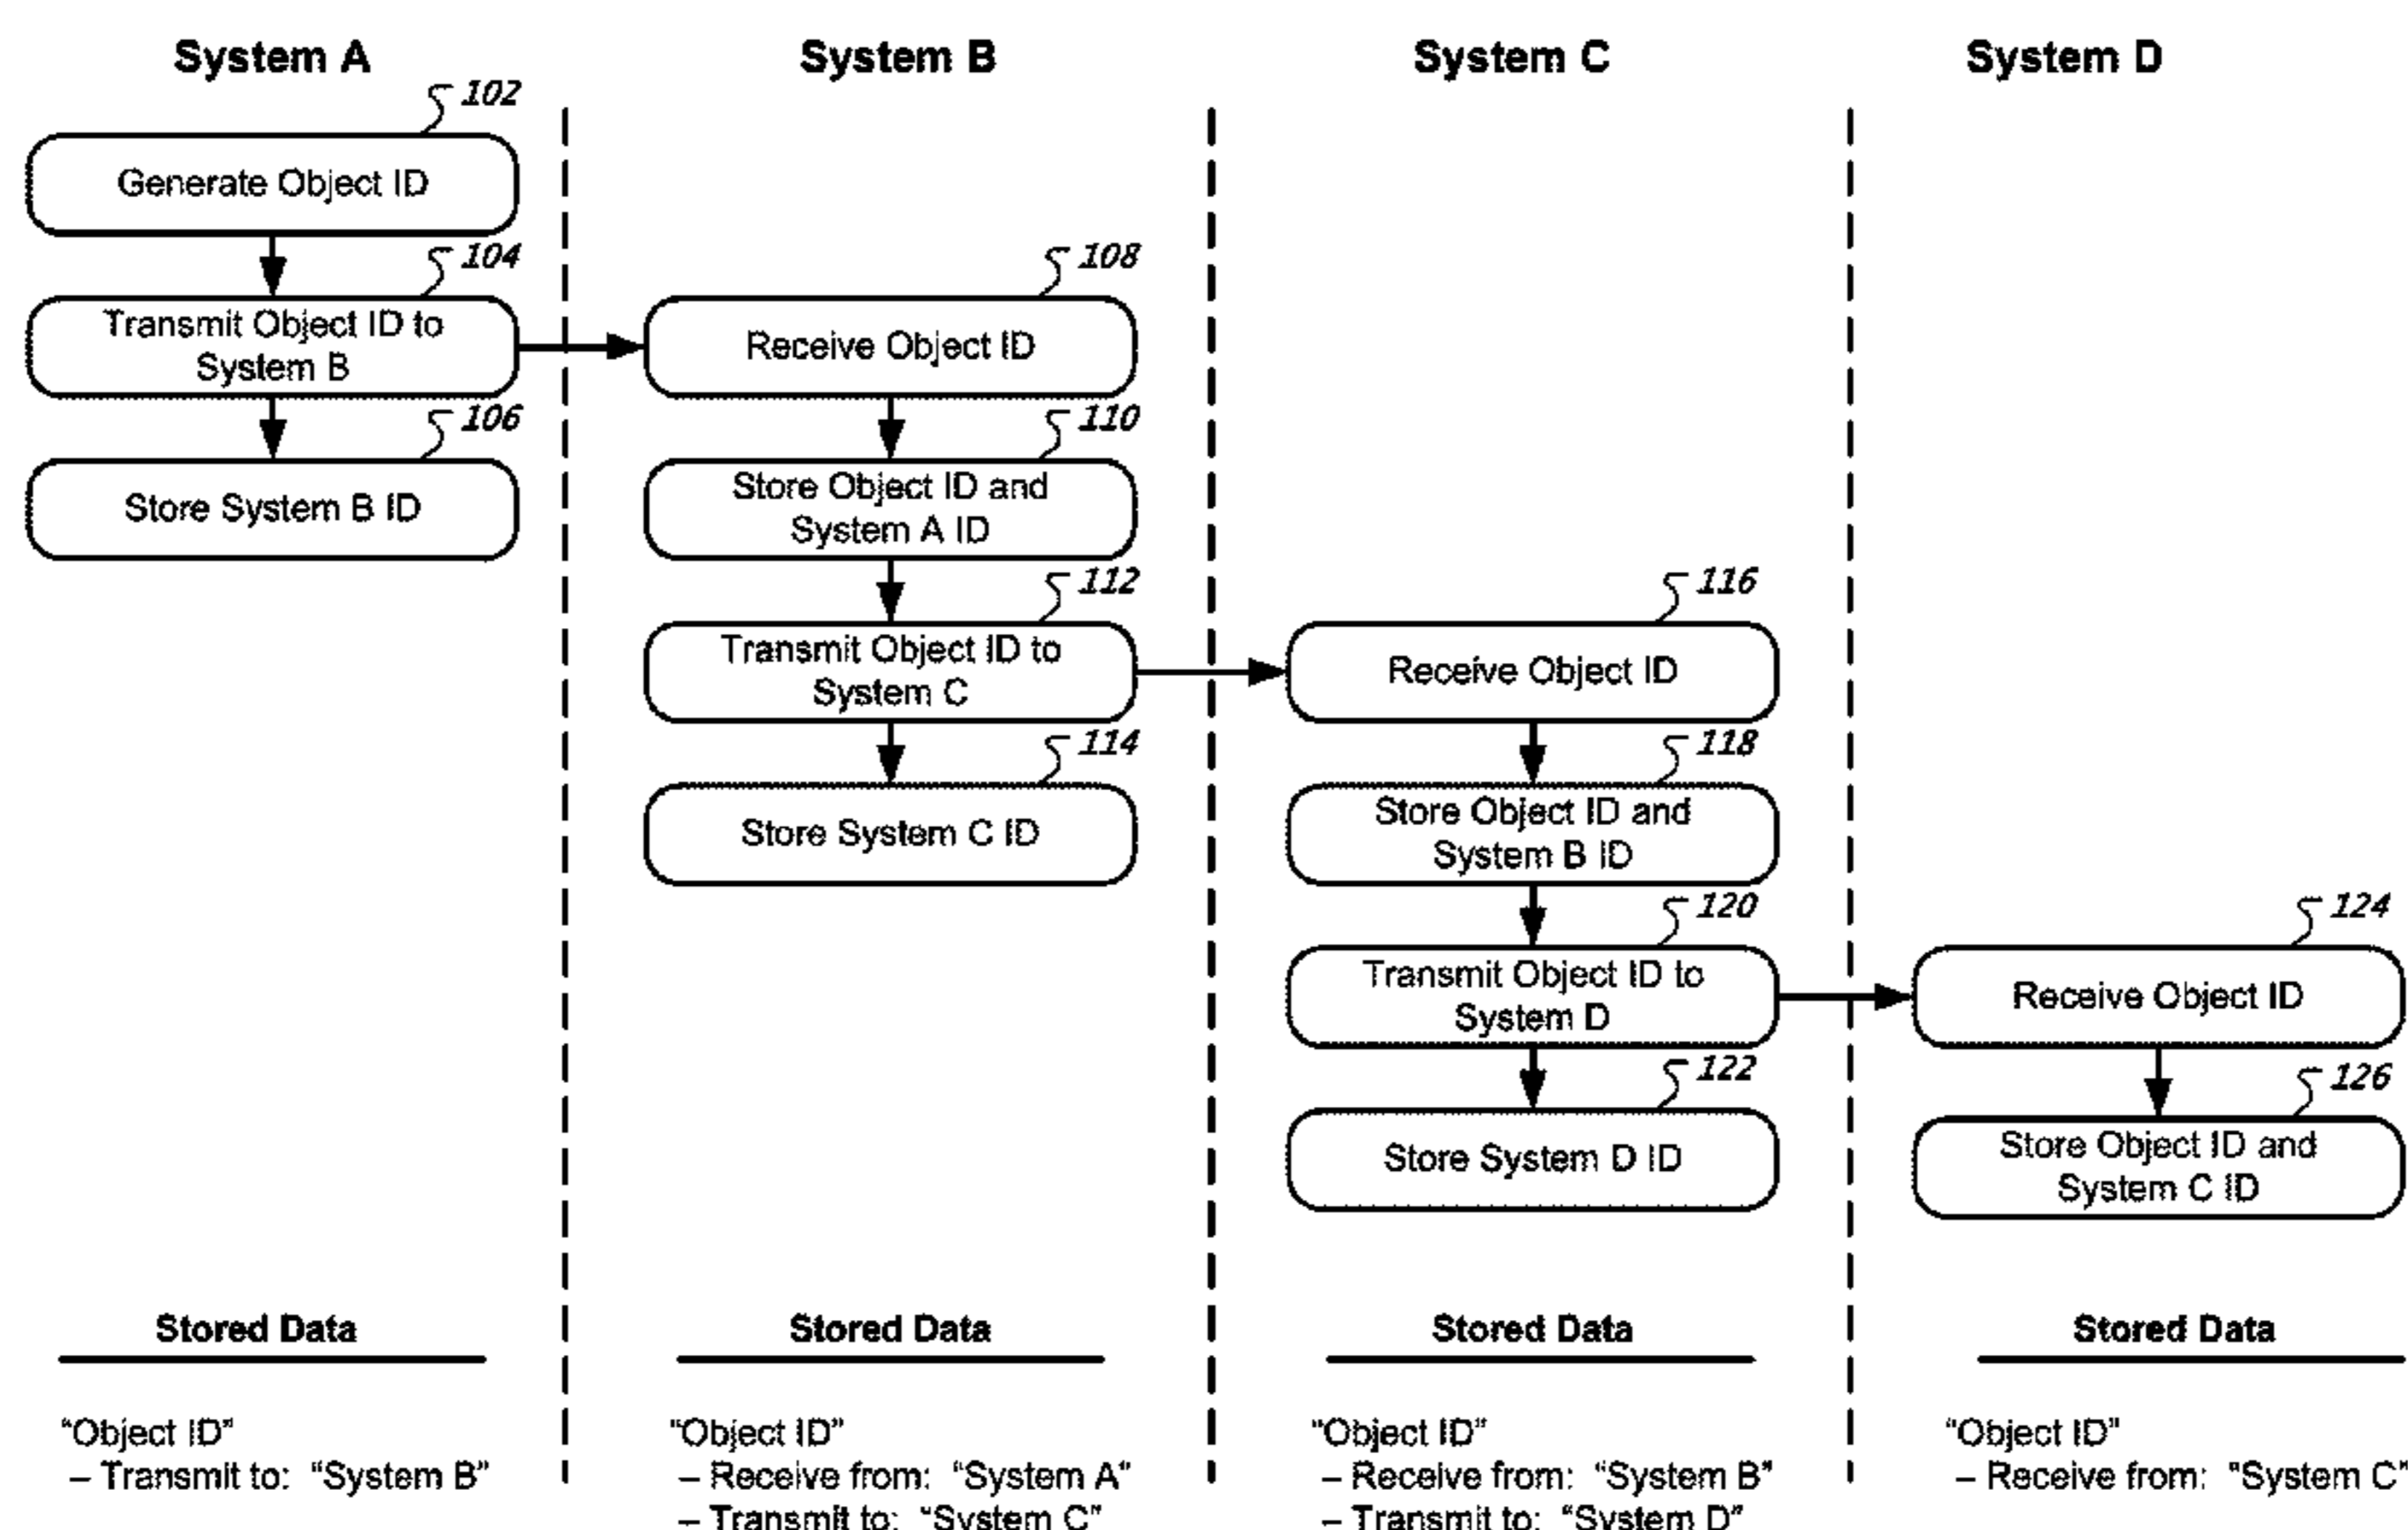 System A
System B
System C
System D
102
Generate Object ID
104
Transmit Object ID to
System B
106
Store System B ID
108
Receive Object ID
110
Store Object ID and
System A ID
112
Transmit Object ID to
System C
114
Store System C ID
116
Receive Object ID
118
Store Object ID and
System B ID
120
Transmit Object ID to
System D
122
Store System D ID
124
Receive Object ID
126
Store Object ID and
System C ID
Stored Data
“Object ID”
– Transmit to: “System B”
Stored Data
“Object ID”
– Receive from: “System A”
– Transmit to: “System C”
Stored Data
“Object ID”
– Receive from: “System B”
– Transmit to: “System D”
Stored Data
“Object ID”
– Receive from: “System C”